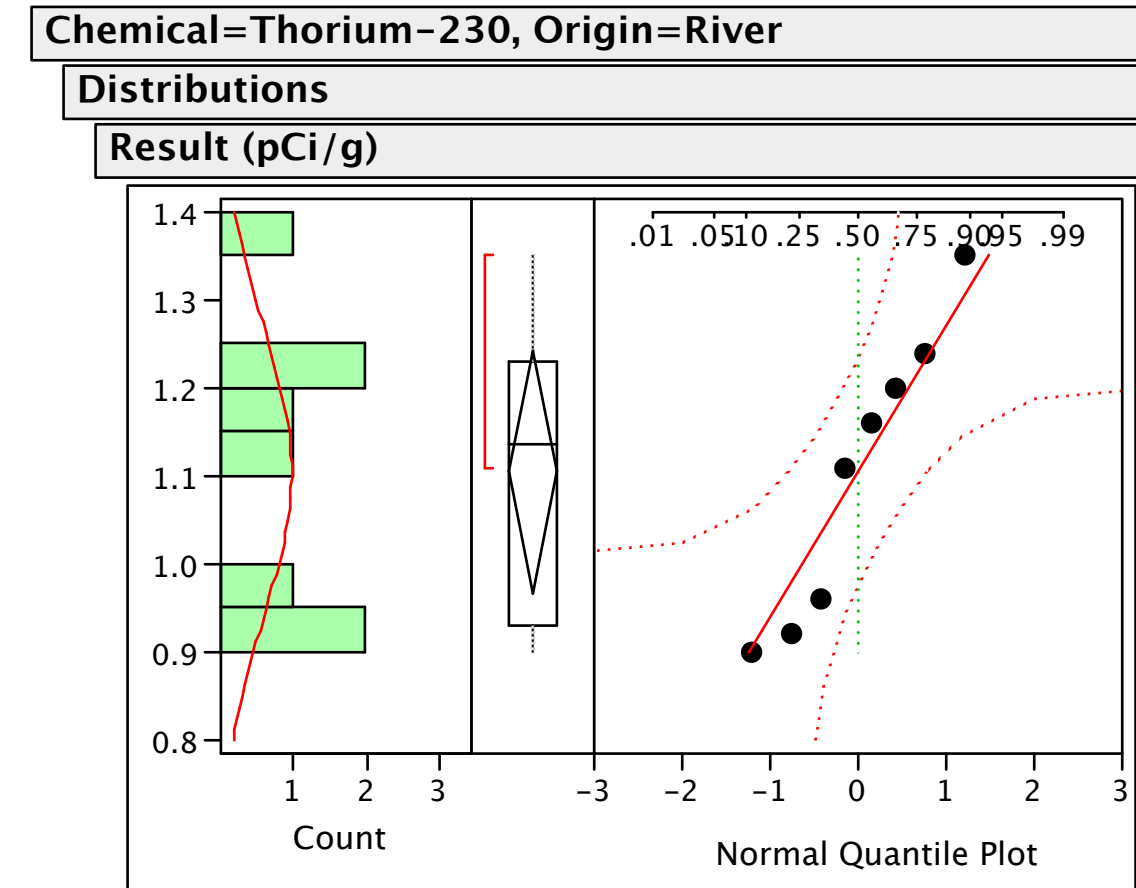 Chemical=Thorium-230, Origin=River
Distributions
Result (pCi/g)
1.4
1.3
1.2
1.1
1.0
0.9
0.8
.01 .05 .10 .25 .50 .75 .90 .95 .99
1 2 3
-3 -2 -1 0 1 2 3
Count
Normal Quantile Plot